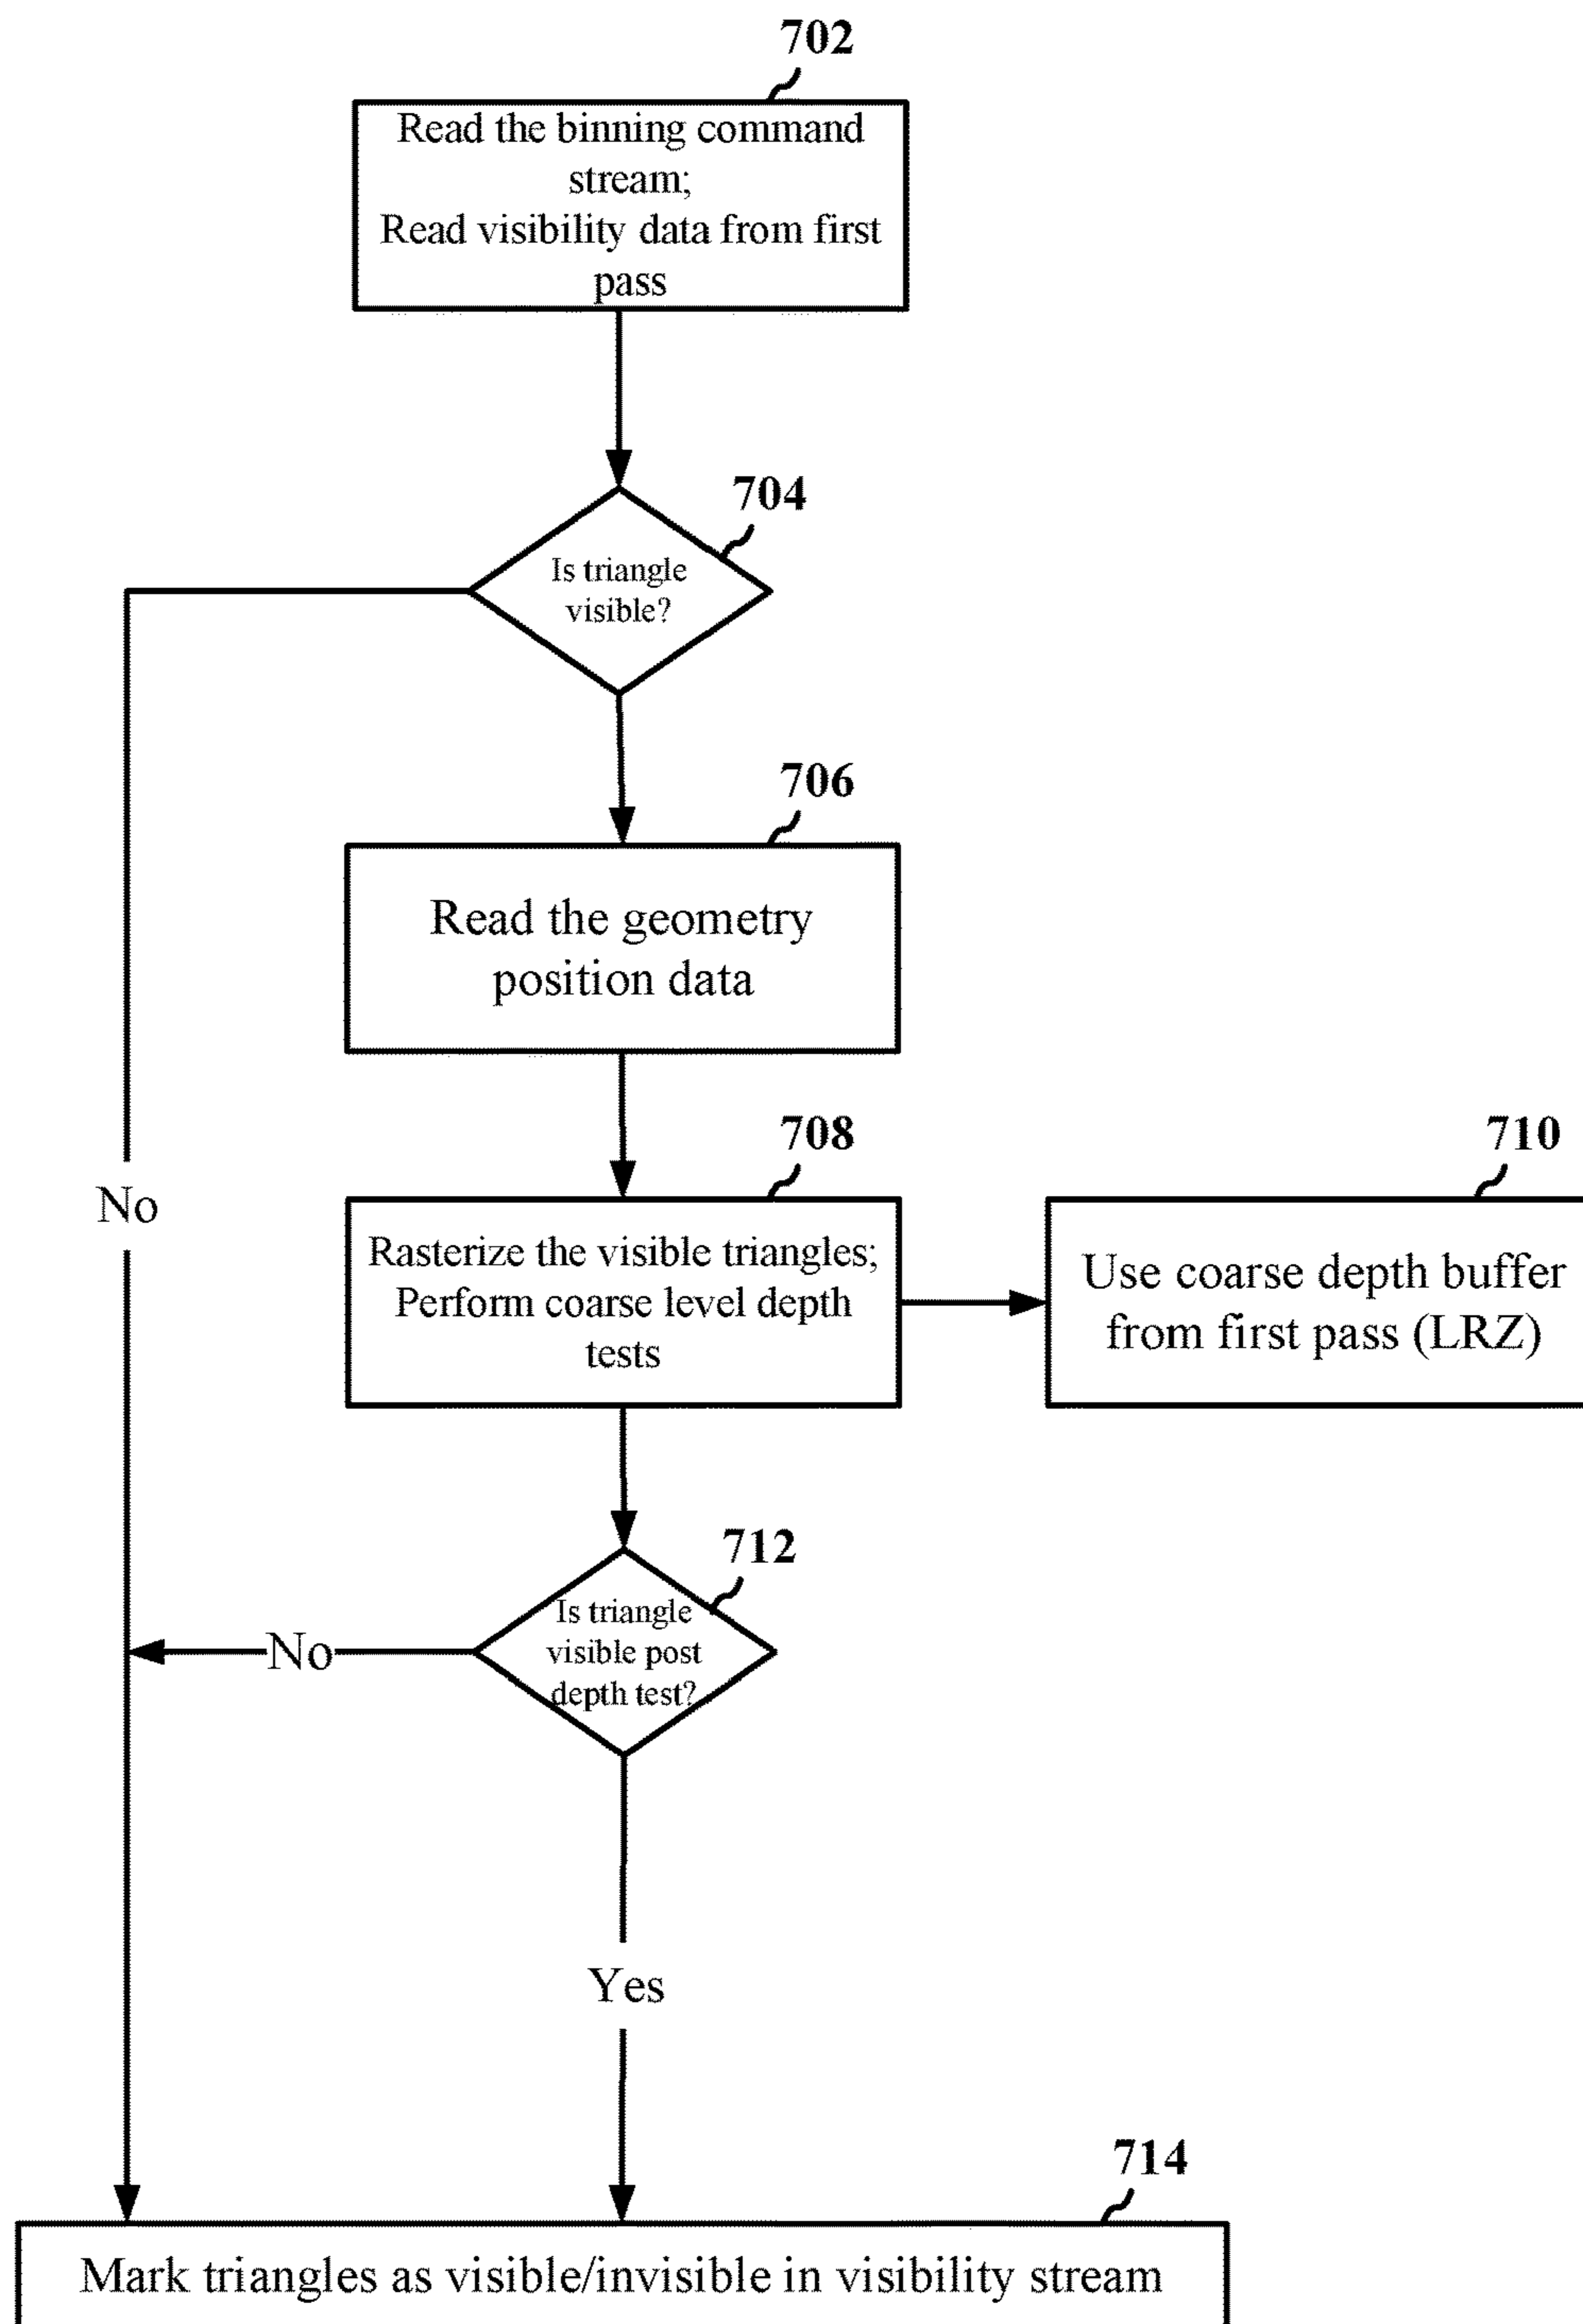 702
Read the binning command
stream;
Read visibility data from first
pass
704
Is triangle
visible?
706
Read the geometry
position data
No
708
Rasterize the visible triangles;
Perform coarse level depth
tests
710
Use coarse depth buffer
from first pass (LRZ)
712
Is triangle
visible post
depth test?
No
Yes
714
Mark triangles as visible/invisible in visibility stream